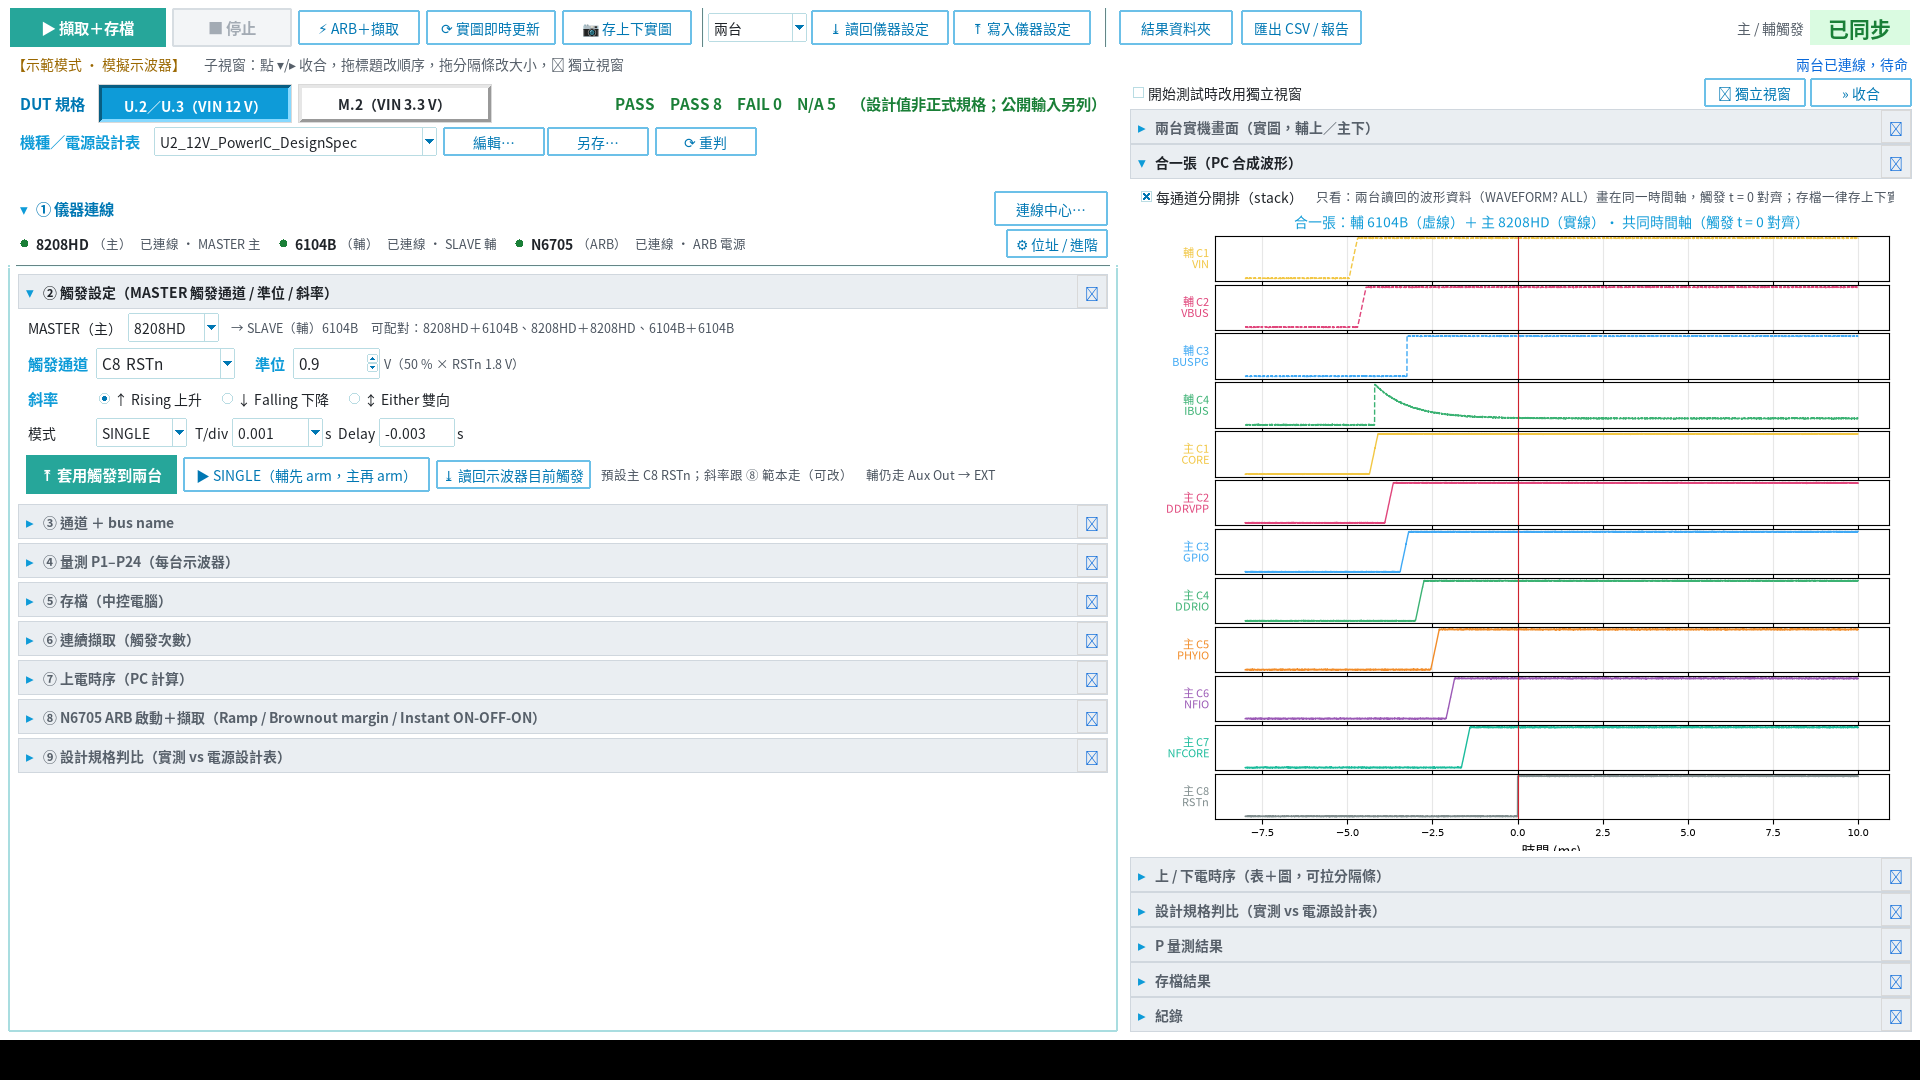 ▶ 擷取＋存檔
■ 停止
⚡ ARB＋擷取
⟳ 實圖即時更新
📷 存上下實圖
兩台
⤓ 讀回儀器設定
⤒ 寫入儀器設定
結果資料夾
匯出 CSV / 報告
主 / 輔觸發
已同步
【示範模式 · 模擬示波器】 子視窗：點 ▾/▸ 收合，拖標題改順序，拖分隔條改大小， 獨立視窗
兩台已連線，待命
DUT 規格
U.2／U.3（VIN 12 V）
M.2（VIN 3.3 V）
PASS PASS 8 FAIL 0 N/A 5 （設計值非正式規格；公開輸入另列）
開始測試時改用獨立視窗
獨立視窗
» 收合
機種／電源設計表
U2_12V_PowerIC_DesignSpec
編輯…
另存…
⟳ 重判
▾ ① 儀器連線
連線中心…
8208HD （主） 已連線 · MASTER 主
6104B （輔） 已連線 · SLAVE 輔
N6705 （ARB） 已連線 · ARB 電源
⚙ 位址 / 進階
▾ ② 觸發設定（MASTER 觸發通道 / 準位 / 斜率）
MASTER（主） 8208HD → SLAVE（輔）6104B 可配對：8208HD＋6104B、8208HD＋8208HD、6104B＋6104B
觸發通道 C8 RSTn 準位 0.9 V（50 % × RSTn 1.8 V）
斜率 ↑ Rising 上升 ↓ Falling 下降 ↕ Either 雙向
模式 SINGLE T/div 0.001 s Delay -0.003 s
⤒ 套用觸發到兩台
▶ SINGLE（輔先 arm，主再 arm）
⤓ 讀回示波器目前觸發
預設主 C8 RSTn；斜率跟 ⑧ 範本走（可改） 輔仍走 Aux Out → EXT
▸ ③ 通道 ＋ bus name
▸ ④ 量測 P1–P24（每台示波器）
▸ ⑤ 存檔（中控電腦）
▸ ⑥ 連續擷取（觸發次數）
▸ ⑦ 上電時序（PC 計算）
▸ ⑧ N6705 ARB 啟動＋擷取（Ramp / Brownout margin / Instant ON-OFF-ON）
▸ ⑨ 設計規格判比（實測 vs 電源設計表）
▸ 兩台實機畫面（實圖，輔上／主下）
▾ 合一張（PC 合成波形）
每通道分開排（stack） 只看：兩台讀回的波形資料（WAVEFORM? ALL）畫在同一時間軸，觸發 t = 0 對齊；存檔一律存上下
合一張：輔 6104B（虛線）＋ 主 8208HD（實線） · 共同時間軸（觸發 t = 0 對齊）
輔 C1
VIN
輔 C2
VBUS
輔 C3
BUSPG
輔 C4
IBUS
主 C1
CORE
主 C2
DDRVPP
主 C3
GPIO
主 C4
DDRIO
主 C5
PHYIO
主 C6
NFIO
主 C7
NFCORE
主 C8
RSTn
−7.5 −5.0 −2.5 0.0 2.5 5.0 7.5 10.0
時間 (ms)
▸ 上 / 下電時序（表＋圖，可拉分隔條）
▸ 設計規格判比（實測 vs 電源設計表）
▸ P 量測結果
▸ 存檔結果
▸ 紀錄